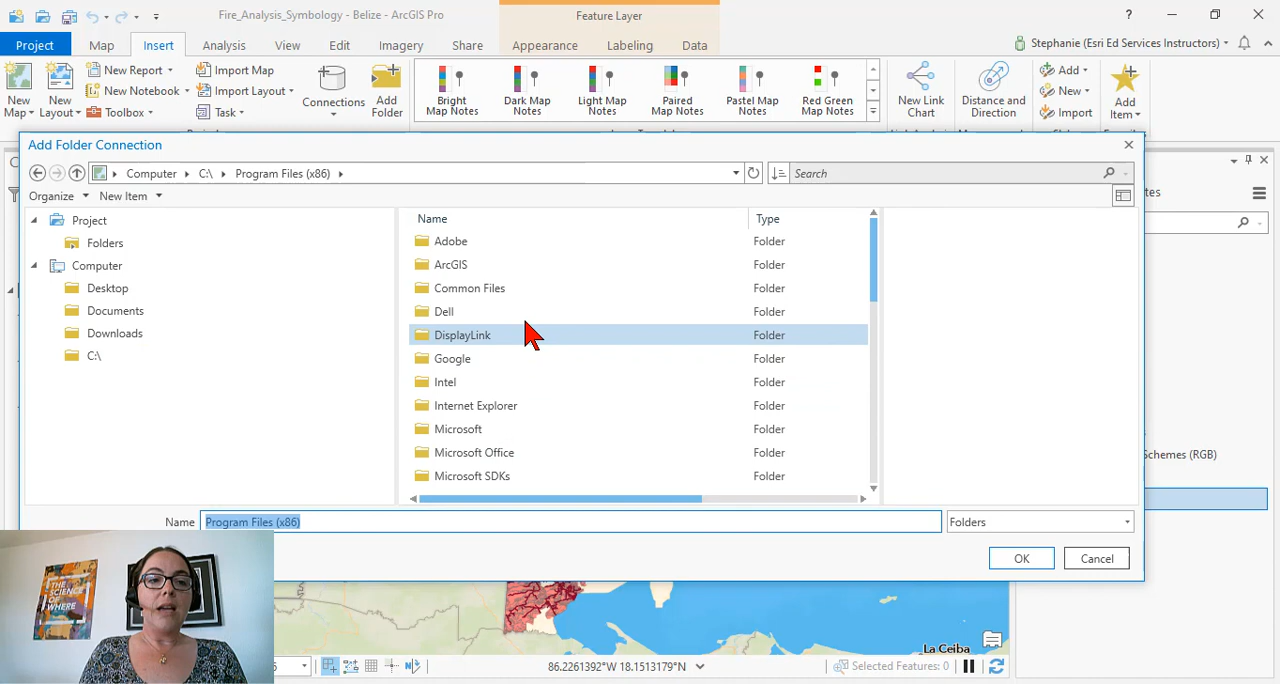 Fire_Analysis_Symbology - Belize - ArcGIS Pro
Feature Layer
?
Project
Map
Insert
Analysis
View
Edit
Imagery
Share
Appearance
Labeling
Data
Stephanie (Esri Ed Services Instructors)
New Map
New Layout
New Report
New Notebook
Toolbox
Import Map
Import Layout
Task
Connections
Add Folder
Bright Map Notes
Dark Map Notes
Light Map Notes
Paired Map Notes
Pastel Map Notes
Red Green Map Notes
New Link Chart
Distance and Direction
Add
New
Import
Add Item
Add Folder Connection
Computer
C:\
Program Files (x86)
Search
Organize
New Item
Project
Folders
Computer
Desktop
Documents
Downloads
C:\
Name
Type
Adobe
Folder
ArcGIS
Folder
Common Files
Folder
Dell
Folder
DisplayLink
Folder
Google
Folder
Intel
Folder
Internet Explorer
Folder
Microsoft
Folder
Microsoft Office
Folder
Microsoft SDKs
Folder
Name
Program Files (x86)
Folders
OK
Cancel
Schemes (RGB)
THE SCIENCE OF WHERE
La Ceiba
86.2261392°W 18.1513179°N
Selected Features: 0